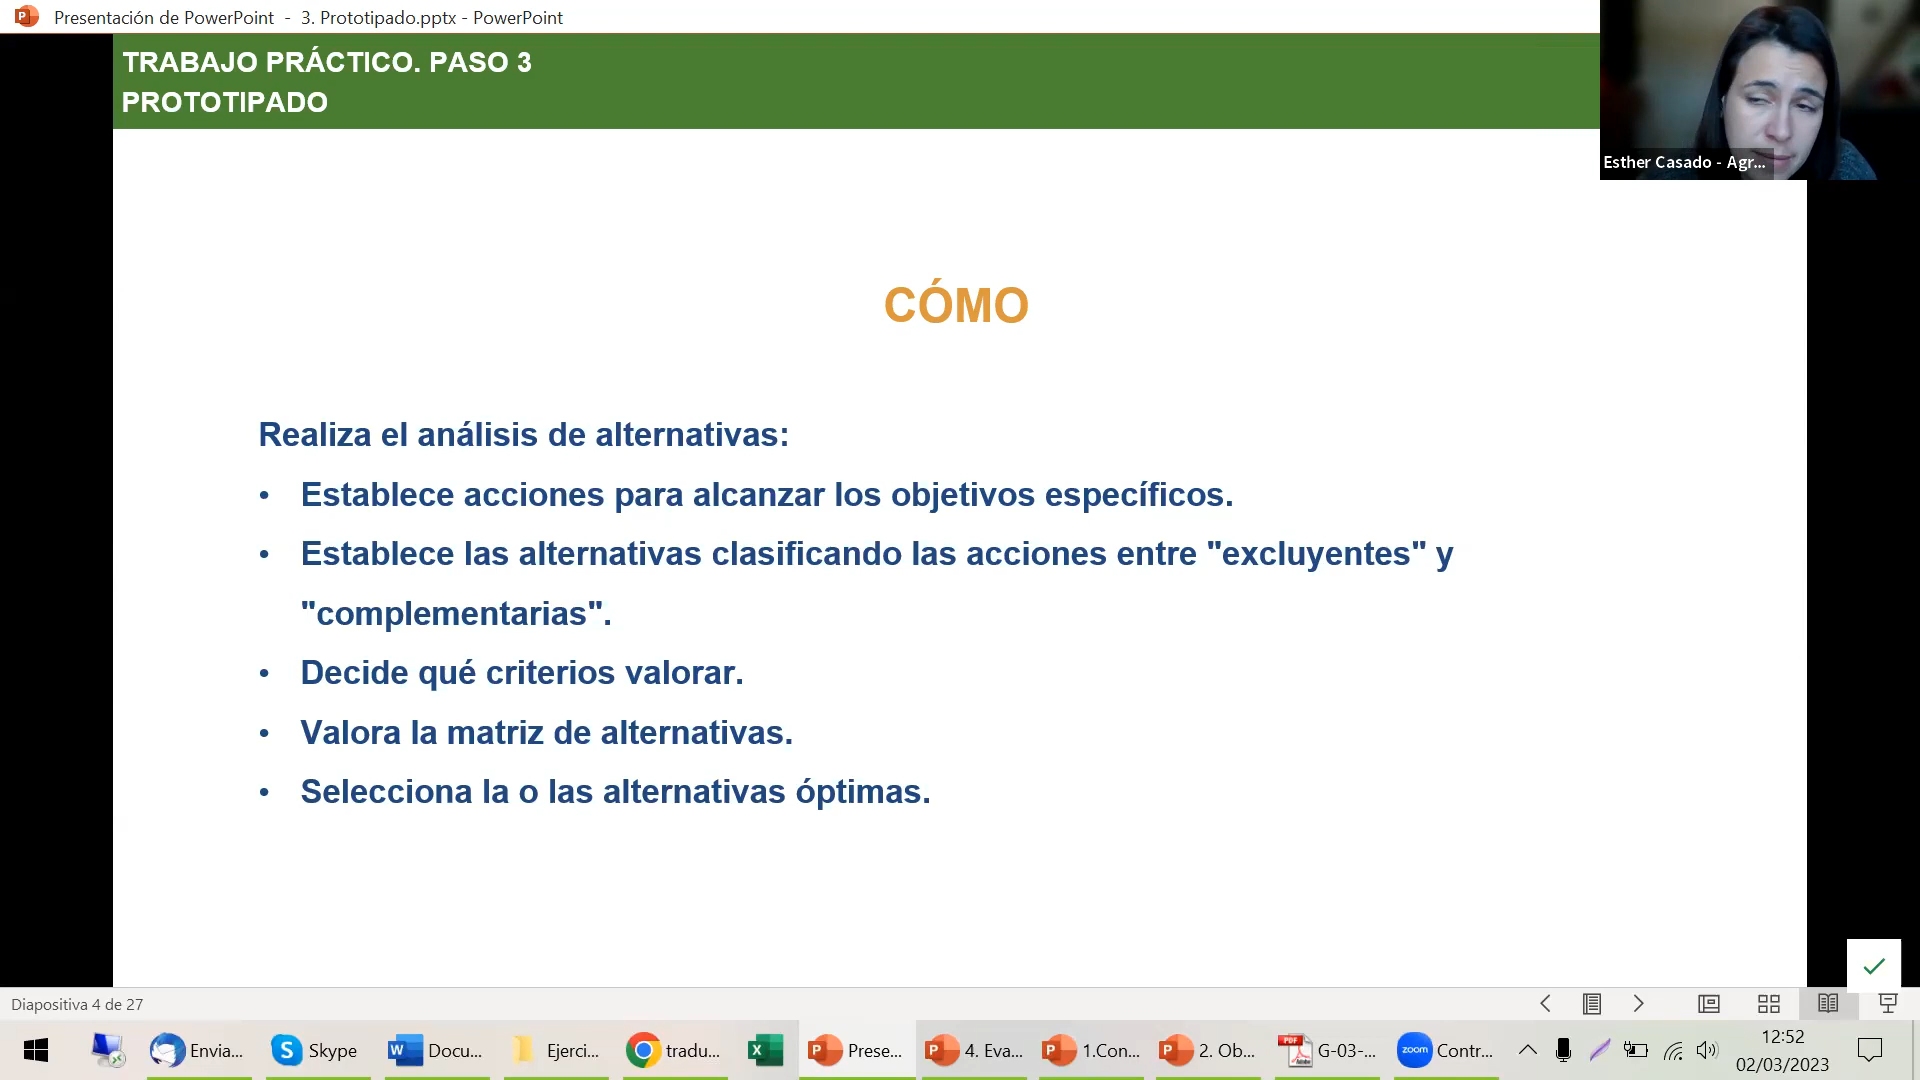 Presentación de PowerPoint - 3. Prototipado.pptx - PowerPoint
TRABAJO PRÁCTICO. PASO 3
PROTOTIPADO
Esther Casado - Agr...
CÓMO
Realiza el análisis de alternativas:
• Establece acciones para alcanzar los objetivos específicos.
• Establece las alternativas clasificando las acciones entre "excluyentes" y
"complementarias".
• Decide qué criterios valorar.
• Valora la matriz de alternativas.
• Selecciona la o las alternativas óptimas.
Diapositiva 4 de 27
Envia... Skype Docu... Ejerci... tradu... Prese... 4. Eva... 1.Con... 2. Ob... G-03-... zoom Contr... 12:52
02/03/2023